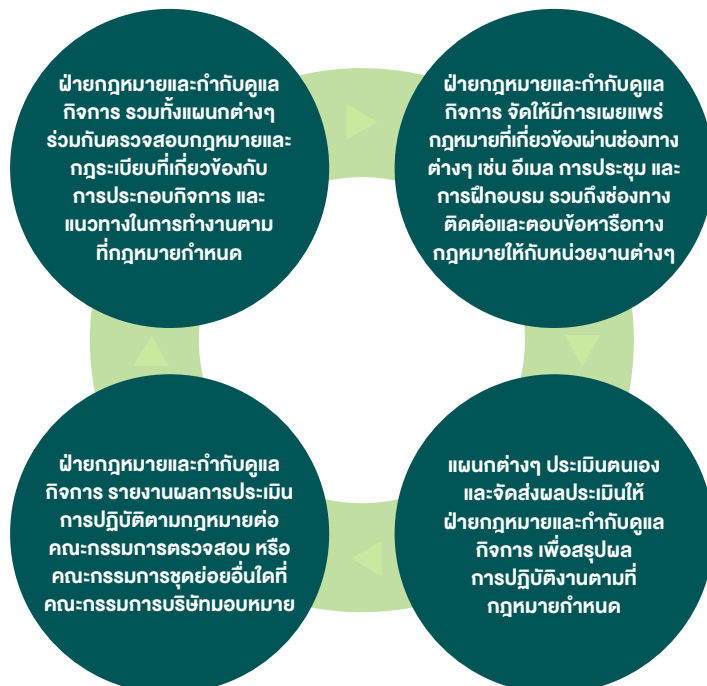 ฝ่ายกฎหมายและกำกับดูแล
กิจการ รวมทั้งแผนกต่างๆ
ร่วมกันตรวจสอบกฎหมายและ
กฎระเบียบที่เกี่ยวข้องกับ
การประกอบกิจการ และ
แนวทางในการทำงานตาม
ที่กฎหมายกำหนด
ฝ่ายกฎหมายและกำกับดูแล
กิจการ จัดให้มีการเผยแพร่
กฎหมายที่เกี่ยวข้องผ่านช่องทาง
ต่างๆ เช่น อีเมล การประชุม และ
การฝึกอบรม รวมถึงช่องทาง
ติดต่อและตอบข้อหารือทาง
กฎหมายให้กับหน่วยงานต่างๆ
แผนกต่างๆ ประเมินตนเอง
และจัดส่งผลประเมินให้
ฝ่ายกฎหมายและกำกับดูแล
กิจการ เพื่อสรุปผล
การปฏิบัติงานตามที่
กฎหมายกำหนด
ฝ่ายกฎหมายและกำกับดูแล
กิจการ รายงานผลการประเมิน
การปฏิบัติตามกฎหมายต่อ
คณะกรรมการตรวจสอบ หรือ
คณะกรรมการชุดย่อยอื่นใดที่
คณะกรรมการบริษัทมอบหมาย